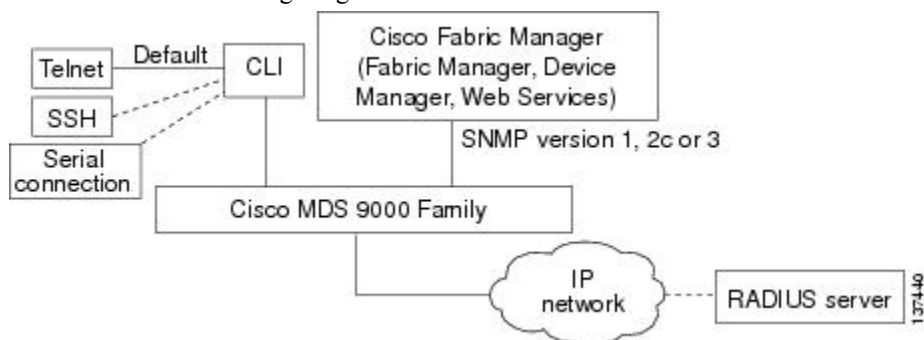 Telnet
Default
CLI
SSH
Serial
connection
Cisco Fabric Manager
(Fabric Manager, Device
Manager, Web Services)
SNMP version 1, 2c or 3
Cisco MDS 9000 Family
IP
network
RADIUS server
137449